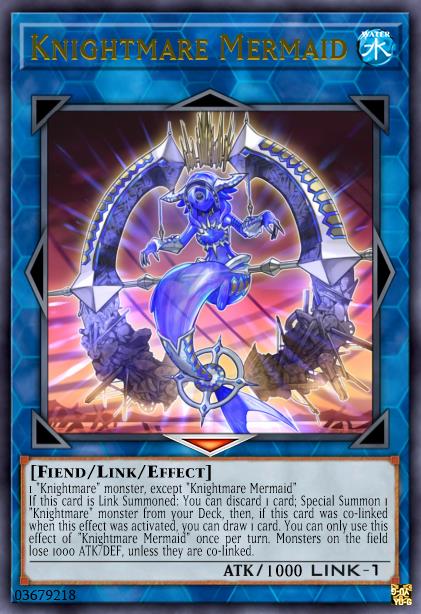 Knightmare Mermaid
WATER
水
[Fiend/Link/Effect]
1 "Knightmare" monster, except "Knightmare Mermaid"
If this card is Link Summoned: You can discard 1 card; Special Summon 1
"Knightmare" monster from your Deck, then, if this card was co-linked
when this effect was activated, you can draw 1 card. You can only use this
effect of "Knightmare Mermaid" once per turn. Monsters on the field
lose 1000 ATK/DEF, unless they are co-linked.
ATK/1000 LINK-1
03679218